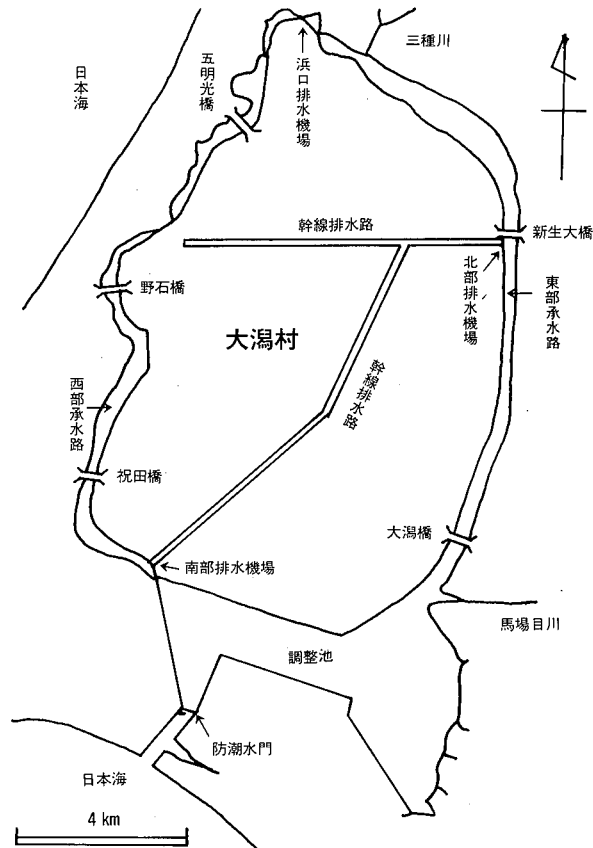 三種川
日本海
五明光橋
浜口排水機場
幹線排水路
新生大橋
野石橋
北部排水機場
東部承水路
大潟村
幹線排水路
西部承水路
祝田橋
大潟橋
南部排水機場
馬場目川
調整池
防潮水門
日本海
4 km